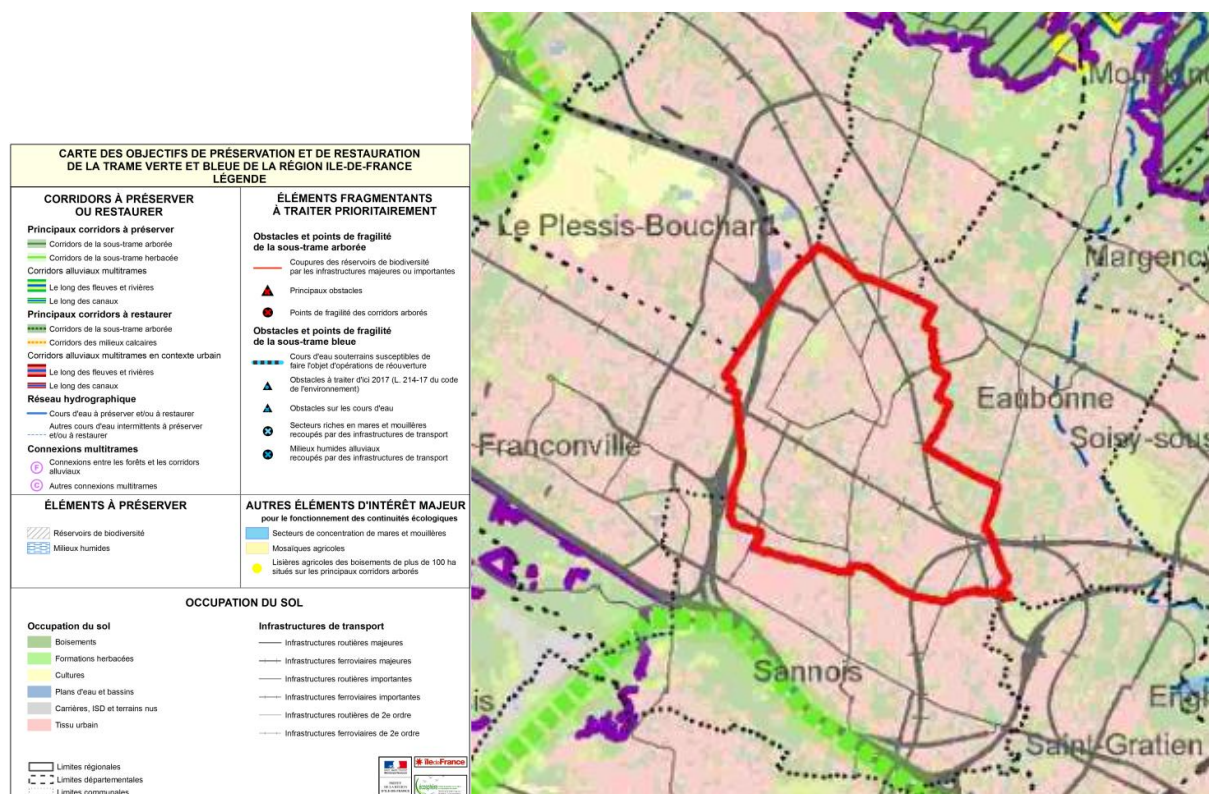 CARTE DES OBJECTIFS DE PRÉSERVATION ET DE RESTAURATION
DE LA TRAME VERTE ET BLEUE DE LA RÉGION ILE-DE-FRANCE
LÉGENDE
CORRIDORS À PRÉSERVER
OU RESTAURER
Principaux corridors à préserver
Corridors de la sous-trame arborée
Corridors de la sous-trame herbacée
Corridors alluviaux multitrames
Le long des fleuves et rivières
Le long des canaux
Principaux corridors à restaurer
Corridors de la sous-trame arborée
Corridors des milieux calcaires
Corridors alluviaux multitrames en contexte urbain
Le long des fleuves et rivières
Le long des canaux
Réseau hydrographique
Cours d'eau à préserver et/ou à restaurer
Autres cours d'eau intermittents à préserver
et/ou à restaurer
Connexions multitrames
F
Connexions entre les forêts et les corridors
alluviaux
C
Autres connexions multitrames
ÉLÉMENTS FRAGMENTANTS
À TRAITER PRIORITAIREMENT
Obstacles et points de fragilité
de la sous-trame arborée
Coupures des réservoirs de biodiversité
par les infrastructures majeures ou importantes
Principaux obstacles
Points de fragilité des corridors arborés
Obstacles et points de fragilité
de la sous-trame bleue
Cours d'eau souterrains susceptibles de
faire l'objet d'opérations de réouverture
Obstacles à traiter d'ici 2017 (L. 214-17 du code
de l'environnement)
Obstacles sur les cours d'eau
Secteurs riches en mares et mouillères
recoupés par des infrastructures de transport
Milieux humides alluviaux
recoupés par des infrastructures de transport
ÉLÉMENTS À PRÉSERVER
Réservoirs de biodiversité
Milieux humides
AUTRES ÉLÉMENTS D'INTÉRÊT MAJEUR
pour le fonctionnement des continuités écologiques
Secteurs de concentration de mares et mouillères
Mosaïques agricoles
Lisières agricoles des boisements de plus de 100 ha
situés sur les principaux corridors arborés
OCCUPATION DU SOL
Occupation du sol
Boisements
Formations herbacées
Cultures
Plans d'eau et bassins
Carrières, ISD et terrains nus
Tissu urbain
Infrastructures de transport
Infrastructures routières majeures
Infrastructures ferroviaires majeures
Infrastructures routières importantes
Infrastructures ferroviaires importantes
Infrastructures routières de 2e ordre
Infrastructures ferroviaires de 2e ordre
Limites régionales
Limites départementales
Limites communales
île de France
Le Plessis-Bouchard
Margency
Eaubonne
Soisy-sous
Franconville
Sannois
is
Engh
Saint-Gratien